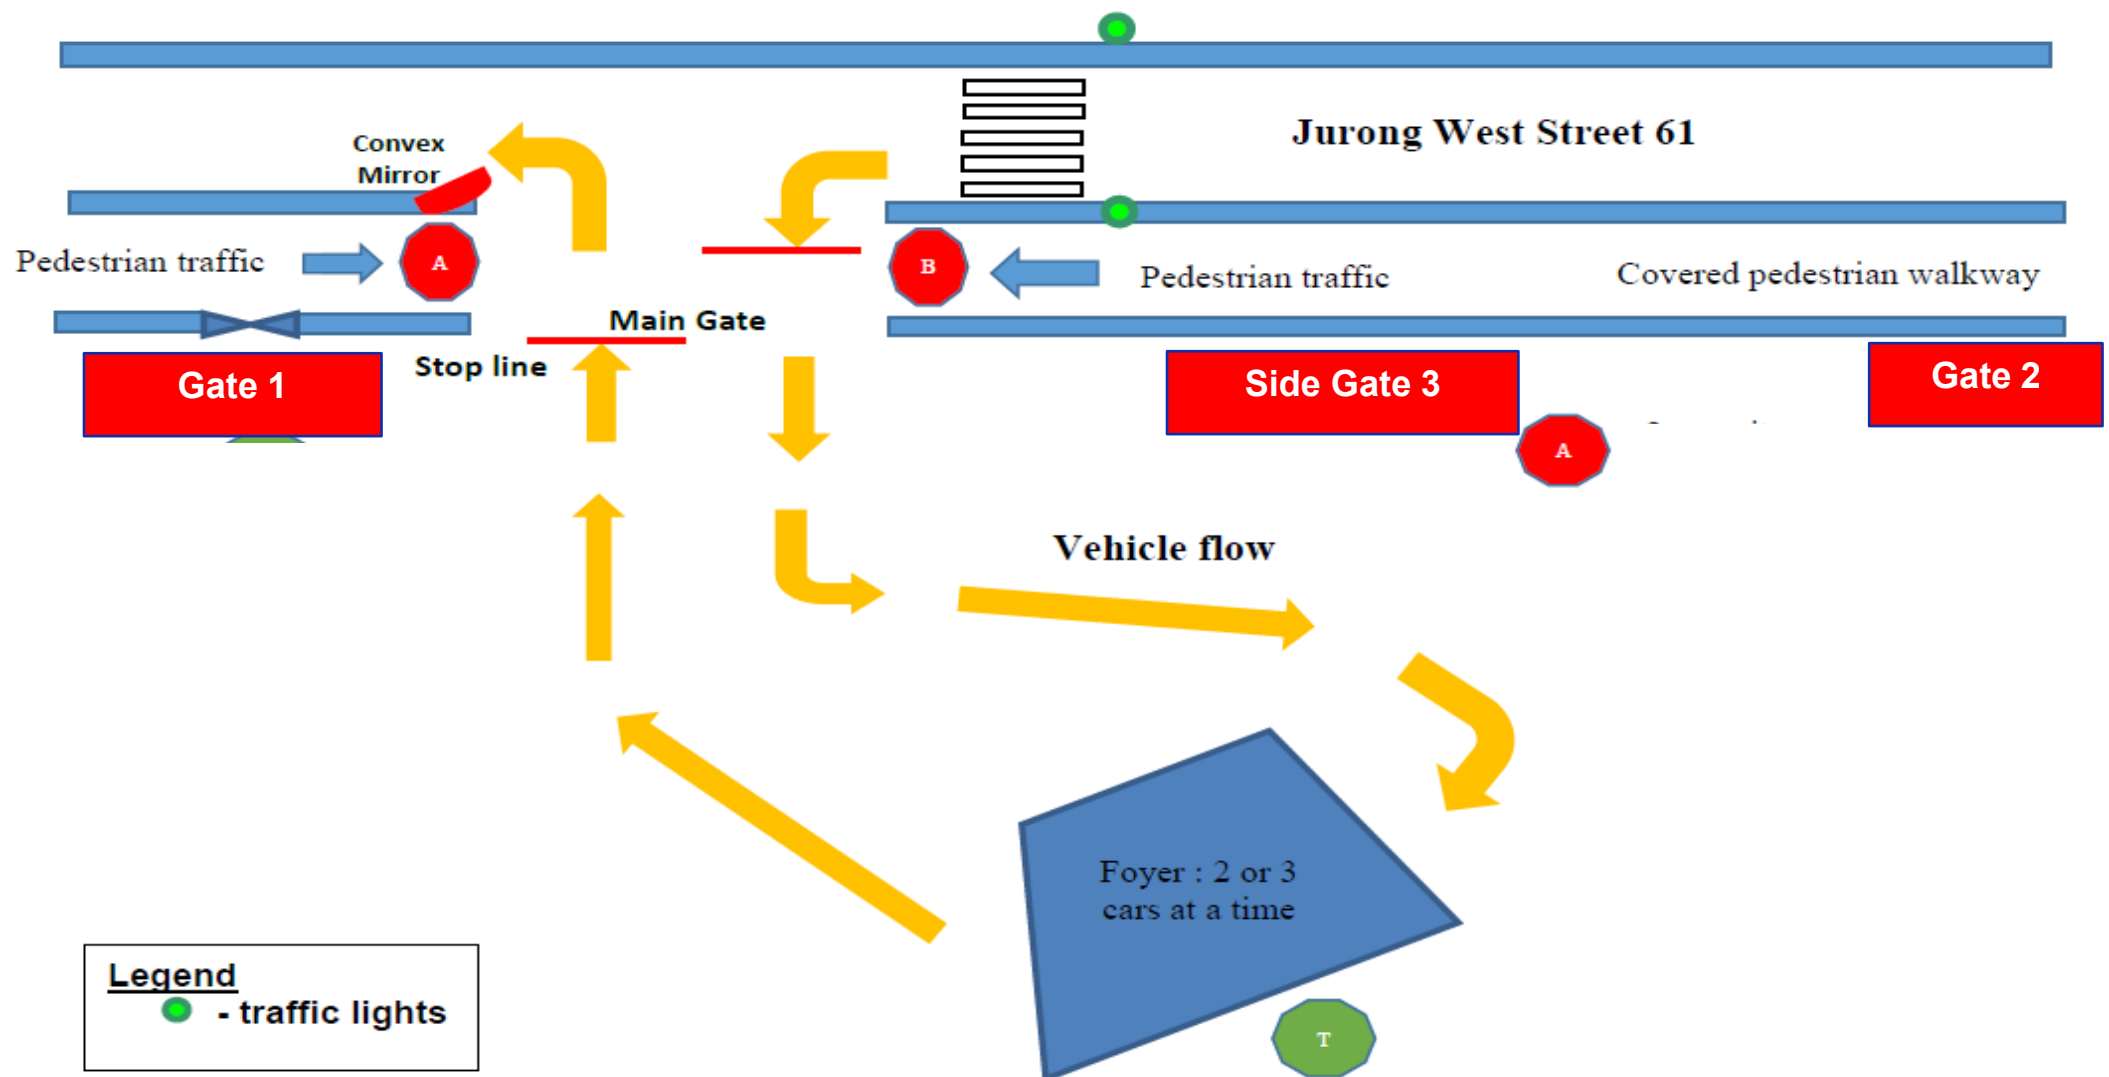 Jurong West Street 61
Convex
Mirror
Pedestrian traffic
A
B
Pedestrian traffic
Covered pedestrian walkway
Main Gate
Stop line
Gate 1
Side Gate 3
Gate 2
A
Vehicle flow
Foyer : 2 or 3
cars at a time
Legend
- traffic lights
T